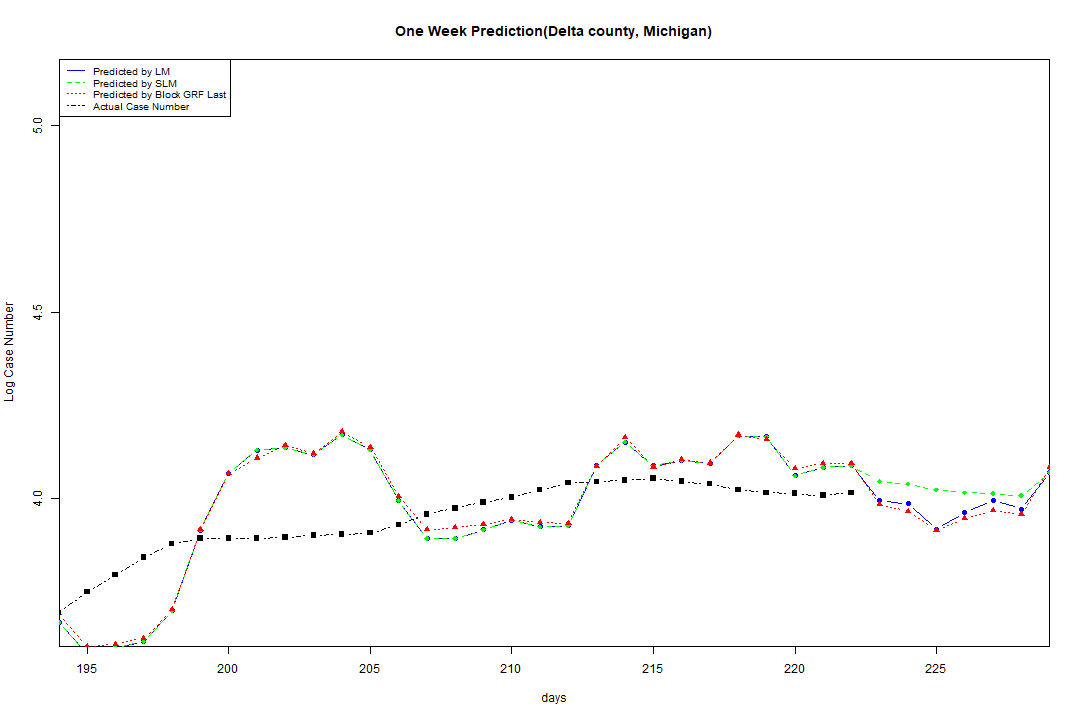 One Week Prediction(Delta county, Michigan)
Predicted by LM
Predicted by SLM
Predicted by Block GRF Last
Actual Case Number
5.0
4.5
4.0
Log Case Number
195 200 205 210 215 220 225
days